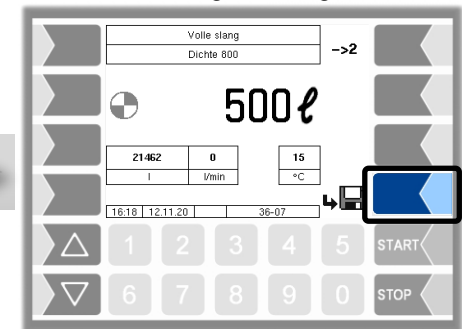 Volle slang
Dichte 800
-->2
500 ℓ
21462 0 15
l l/min °C
16:18 12.11.20 36-07
1 2 3 4 5 START
6 7 8 9 0 STOP